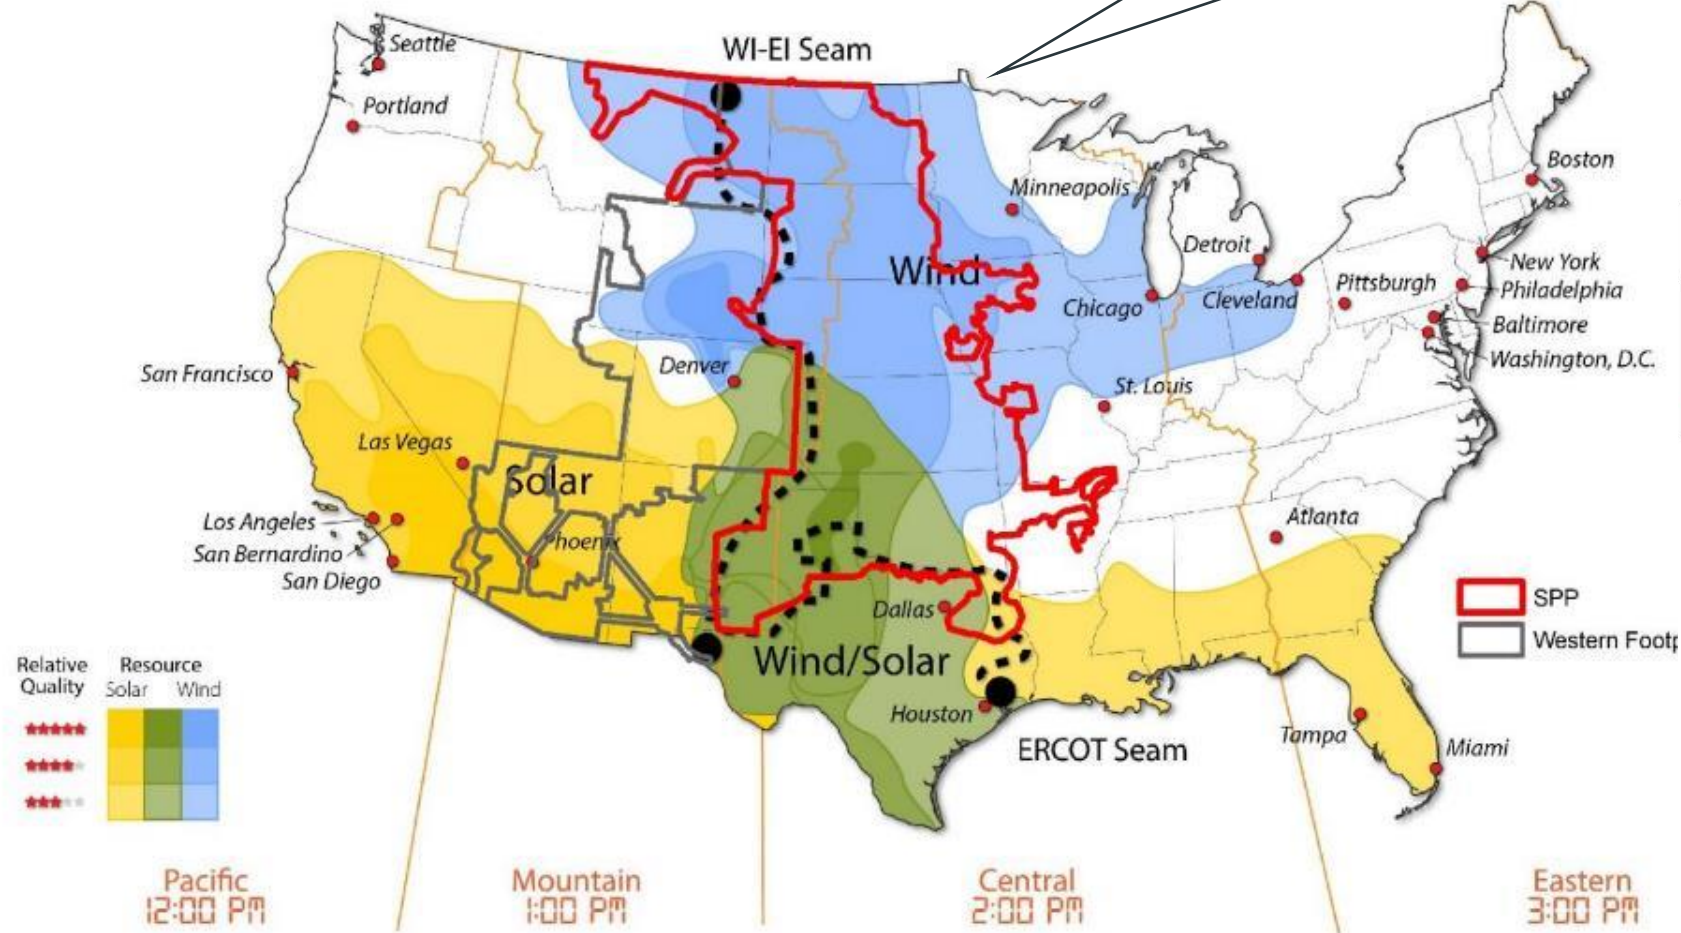 WI-EI Seam
Seattle
Portland
Minneapolis
Boston
Detroit
New York
Philadelphia
Pittsburgh
Cleveland
Chicago
Baltimore
Washington, D.C.
Wind
San Francisco
Denver
St. Louis
Las Vegas
Solar
Los Angeles
San Bernardino
San Diego
Phoenix
Atlanta
Dallas
SPP
Western Footp
Wind/Solar
Houston
ERCOT Seam
Tampa
Miami
Relative
Quality
Resource
Solar Wind
Pacific
12:00 PM
Mountain
1:00 PM
Central
2:00 PM
Eastern
3:00 PM